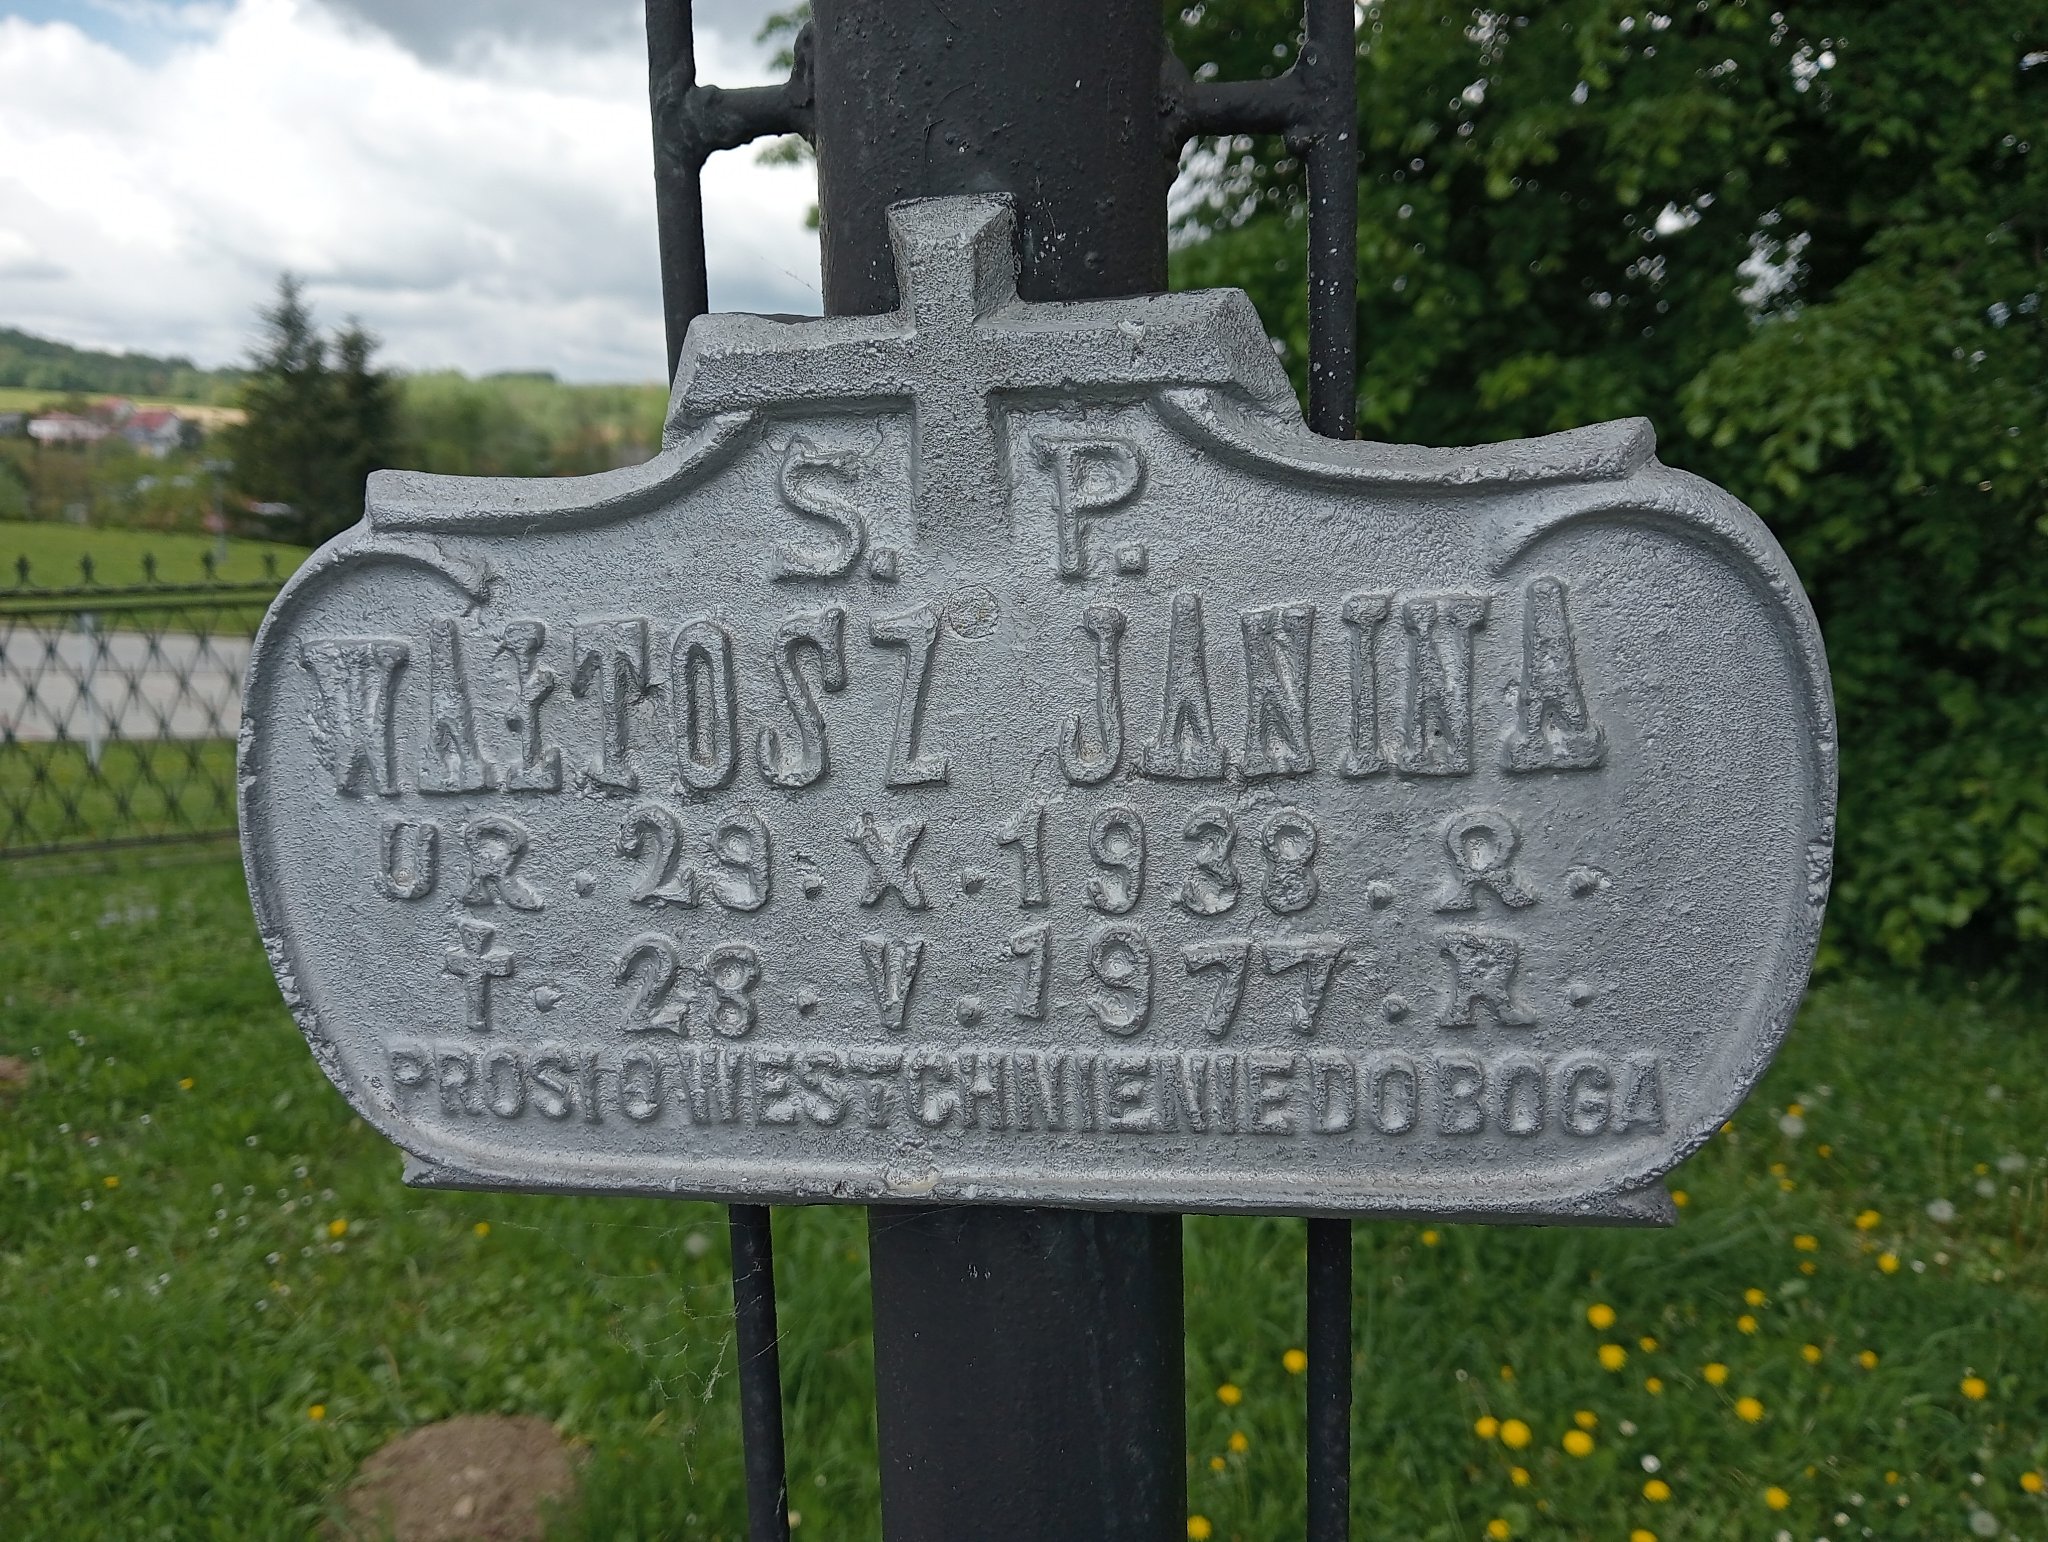 S. P.
WAŁTOSZ JANINA
UR. 29. X. 1938. R.
†. 28. V. 1977. R.
PROSI O WESTCHNIENIE DO BOGA